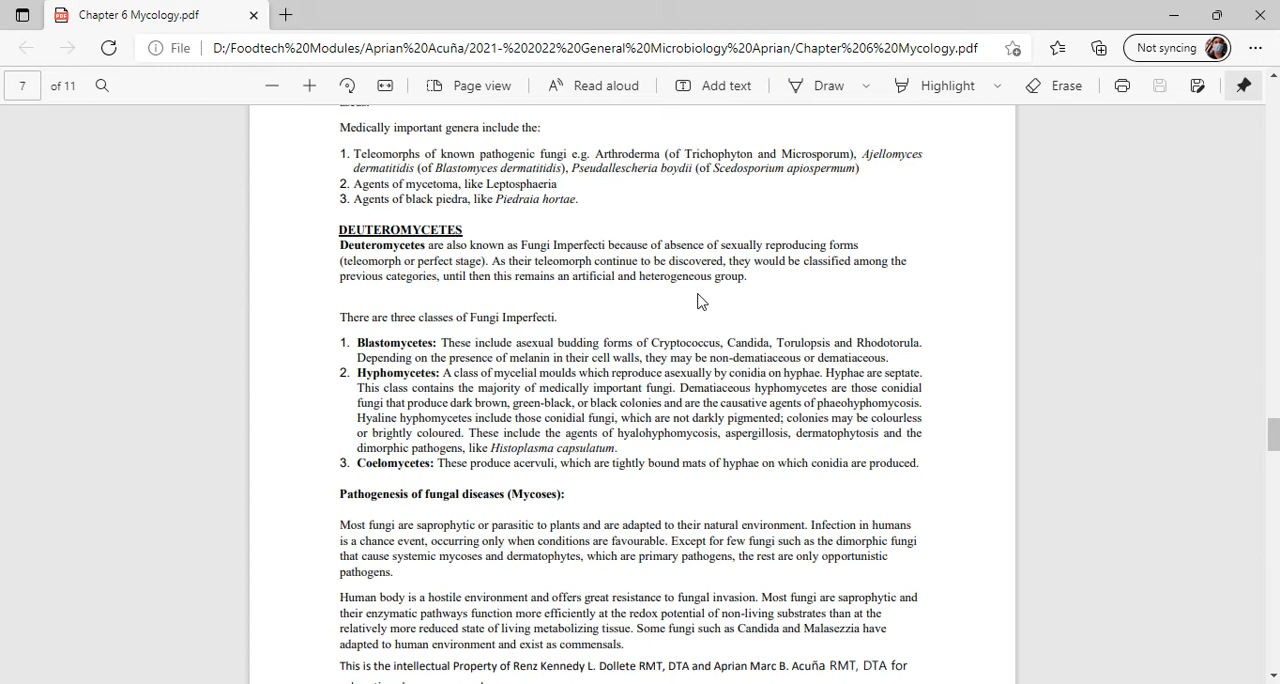 Chapter 6 Mycology.pdf
File D:/Foodtech%20Modules/Aprian%20Acuña/2021-%202022%20General%20Microbiology%20Aprian/Chapter%206%20Mycology.pdf Not syncing
7 of 11 Page view Read aloud Add text Draw Highlight Erase
Medically important genera include the:
1. Teleomorphs of known pathogenic fungi e.g. Arthroderma (of Trichophyton and Microsporum), Ajellomyces
dermatitidis (of Blastomyces dermatitidis), Pseudallescheria boydii (of Scedosporium apiospermum)
2. Agents of mycetoma, like Leptosphaeria
3. Agents of black piedra, like Piedraia hortae.
DEUTEROMYCETES
Deuteromycetes are also known as Fungi Imperfecti because of absence of sexually reproducing forms
(teleomorph or perfect stage). As their teleomorph continue to be discovered, they would be classified among the
previous categories, until then this remains an artificial and heterogeneous group.
There are three classes of Fungi Imperfecti.
1. Blastomycetes: These include asexual budding forms of Cryptococcus, Candida, Torulopsis and Rhodotorula.
Depending on the presence of melanin in their cell walls, they may be non-dematiaceous or dematiaceous.
2. Hyphomycetes: A class of mycelial moulds which reproduce asexually by conidia on hyphae. Hyphae are septate.
This class contains the majority of medically important fungi. Dematiaceous hyphomycetes are those conidial
fungi that produce dark brown, green-black, or black colonies and are the causative agents of phaeohyphomycosis.
Hyaline hyphomycetes include those conidial fungi, which are not darkly pigmented; colonies may be colourless
or brightly coloured. These include the agents of hyalohyphomycosis, aspergillosis, dermatophytosis and the
dimorphic pathogens, like Histoplasma capsulatum.
3. Coelomycetes: These produce acervuli, which are tightly bound mats of hyphae on which conidia are produced.
Pathogenesis of fungal diseases (Mycoses):
Most fungi are saprophytic or parasitic to plants and are adapted to their natural environment. Infection in humans
is a chance event, occurring only when conditions are favourable. Except for few fungi such as the dimorphic fungi
that cause systemic mycoses and dermatophytes, which are primary pathogens, the rest are only opportunistic
pathogens.
Human body is a hostile environment and offers great resistance to fungal invasion. Most fungi are saprophytic and
their enzymatic pathways function more efficiently at the redox potential of non-living substrates than at the
relatively more reduced state of living metabolizing tissue. Some fungi such as Candida and Malasezzia have
adapted to human environment and exist as commensals.
This is the intellectual Property of Renz Kennedy L. Dollete RMT, DTA and Aprian Marc B. Acuña RMT, DTA for